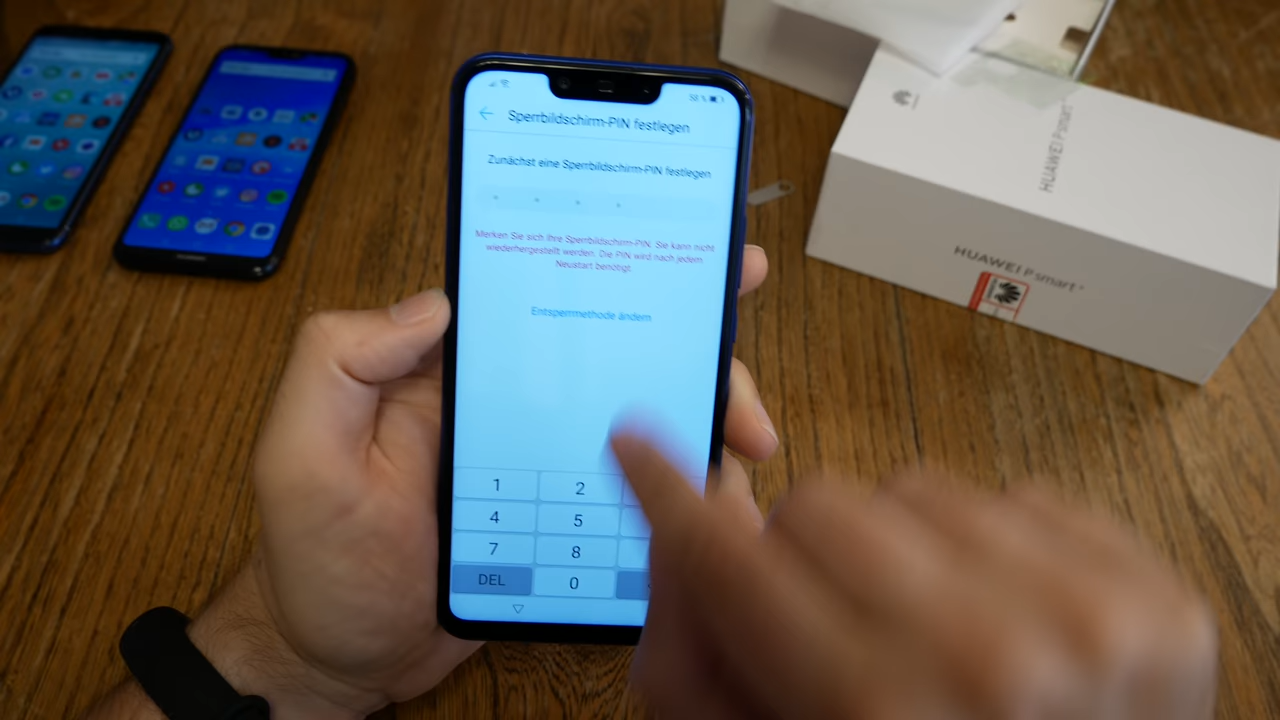 58 %
Sperrbildschirm-PIN festlegen
Zunächst eine Sperrbildschirm-PIN festlegen
Merken Sie sich Ihre Sperrbildschirm-PIN. Sie kann nicht
wiederhergestellt werden. Die PIN wird nach jedem
Neustart benötigt.
Entsperrmethode ändern
1 2
4 5
7 8
DEL 0
HUAWEI P smart+
HUAWEI P smart+